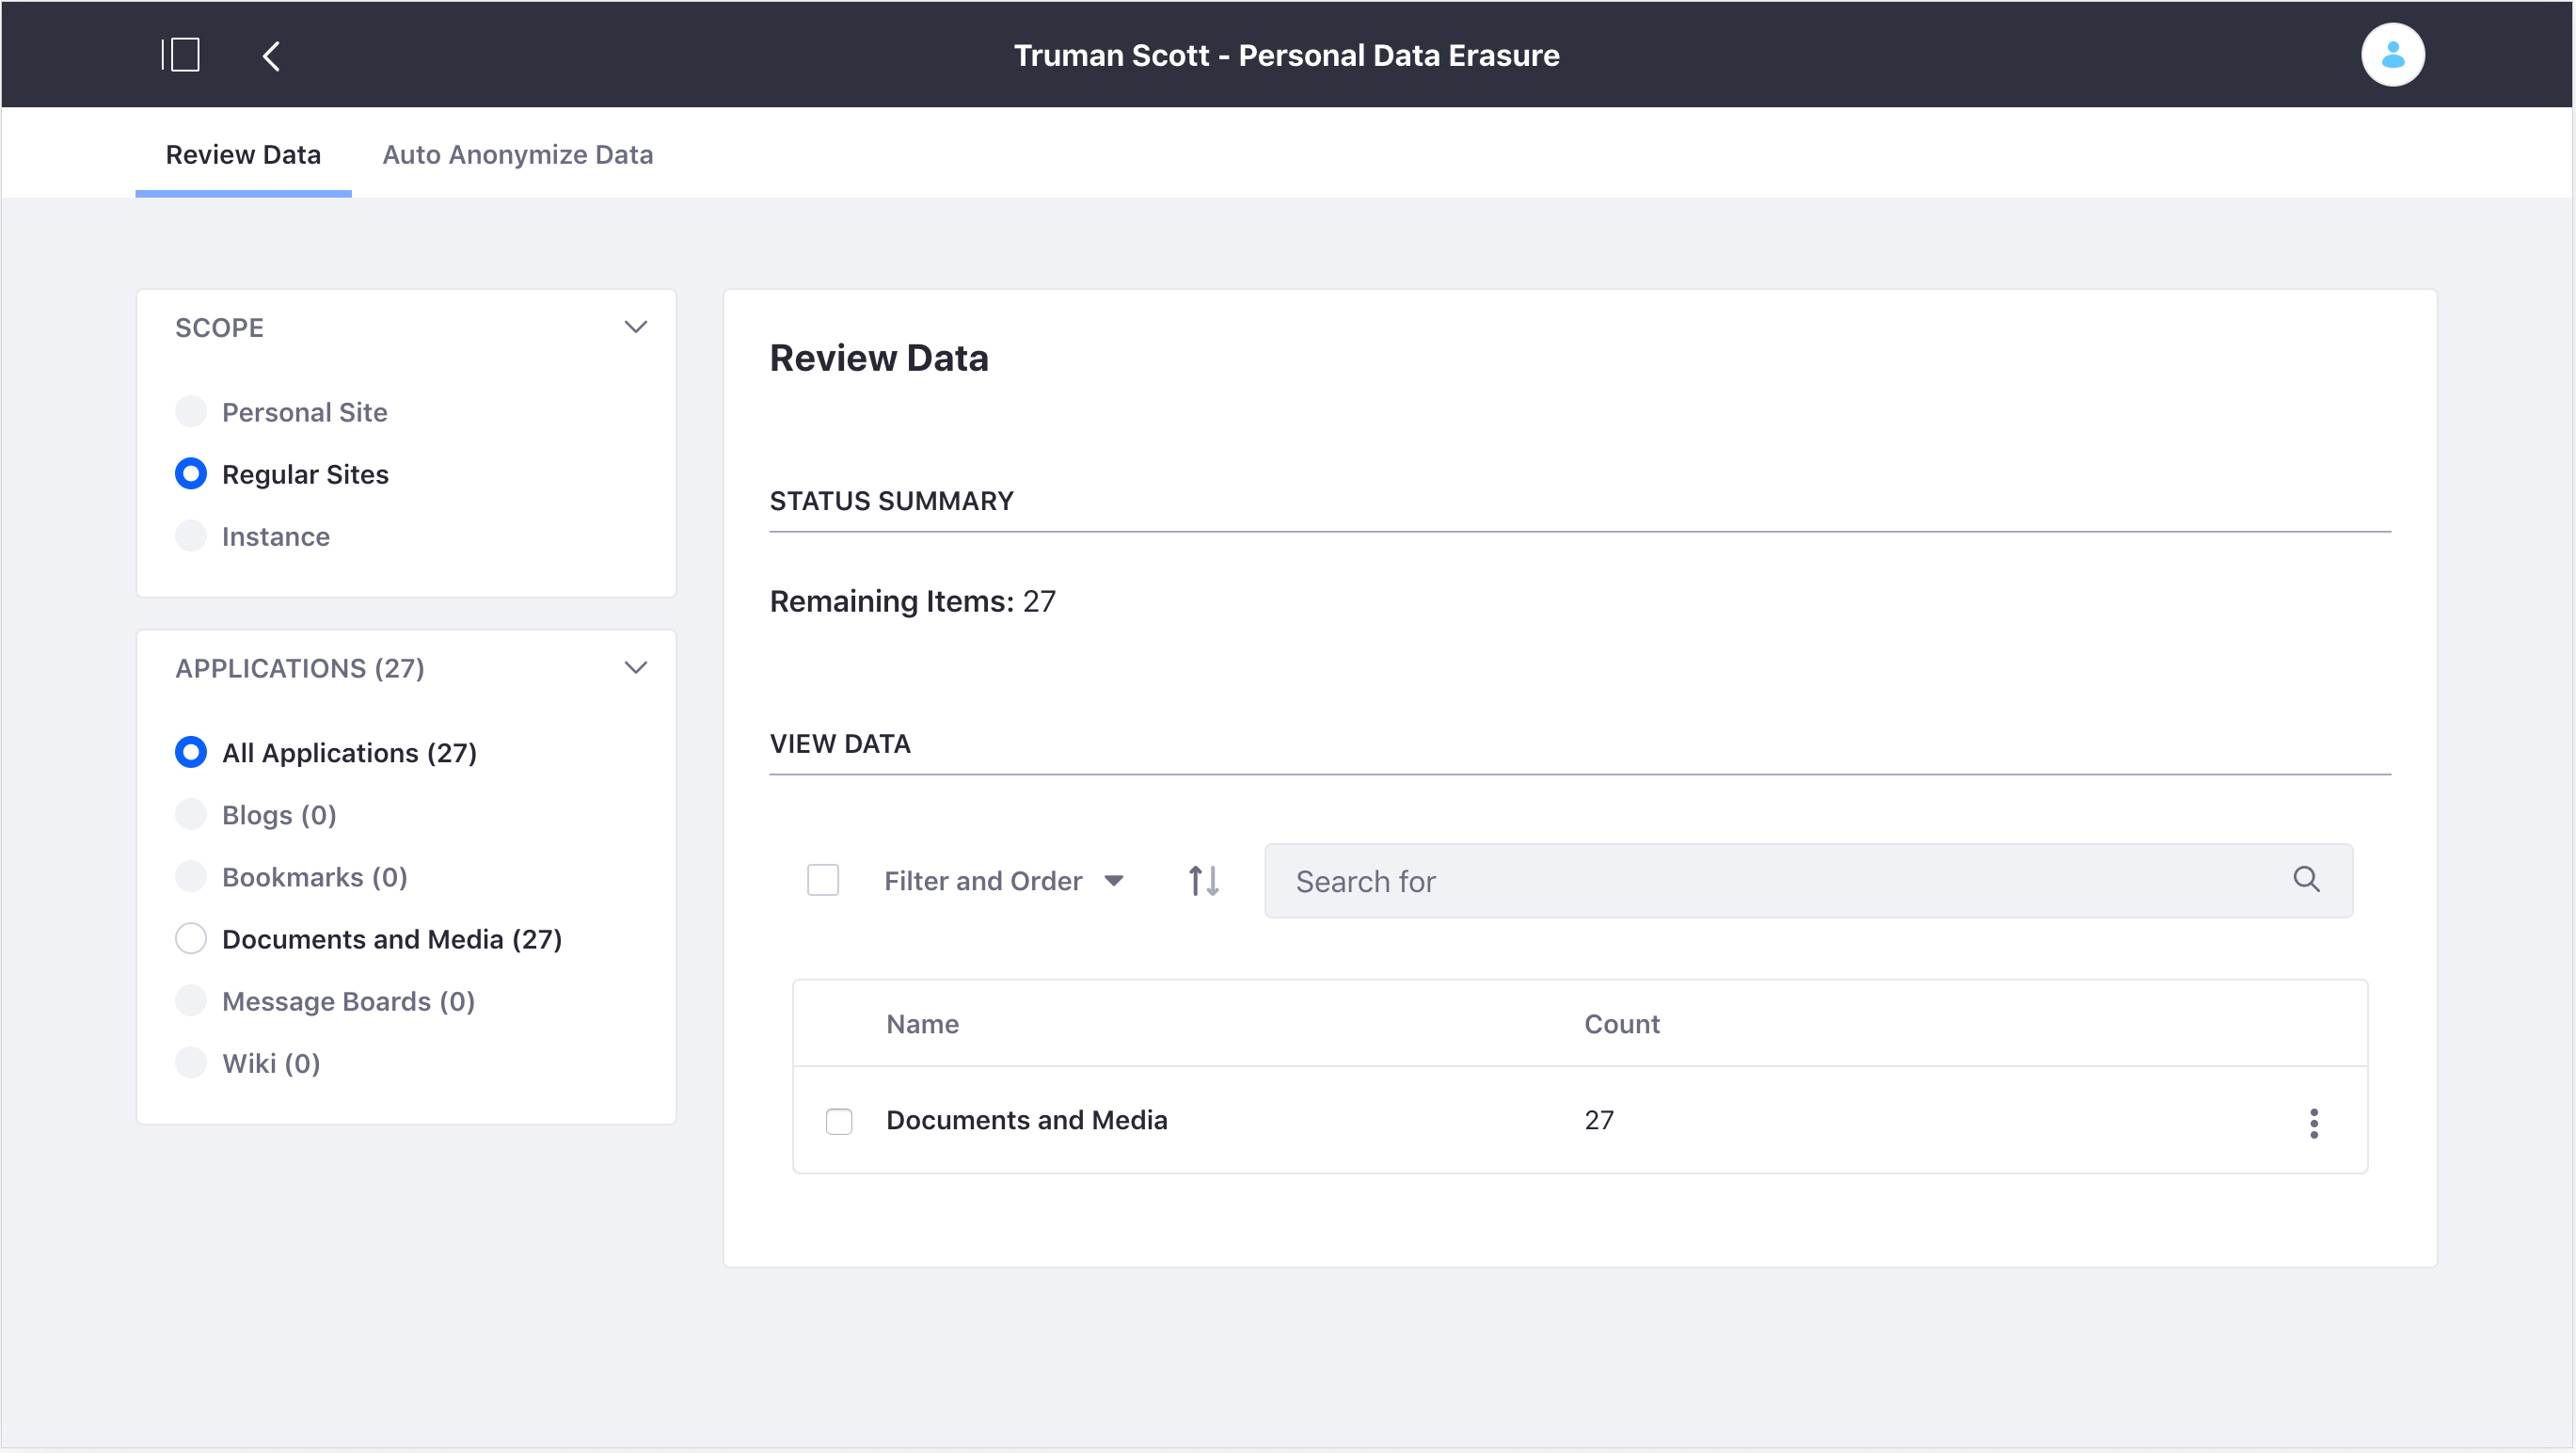 Truman Scott - Personal Data Erasure
Review Data
Auto Anonymize Data
SCOPE
Personal Site
Regular Sites
Instance
APPLICATIONS (27)
All Applications (27)
Blogs (0)
Bookmarks (0)
Documents and Media (27)
Message Boards (0)
Wiki (0)
Review Data
STATUS SUMMARY
Remaining Items: 27
VIEW DATA
Filter and Order
Search for
Name Count
Documents and Media 27